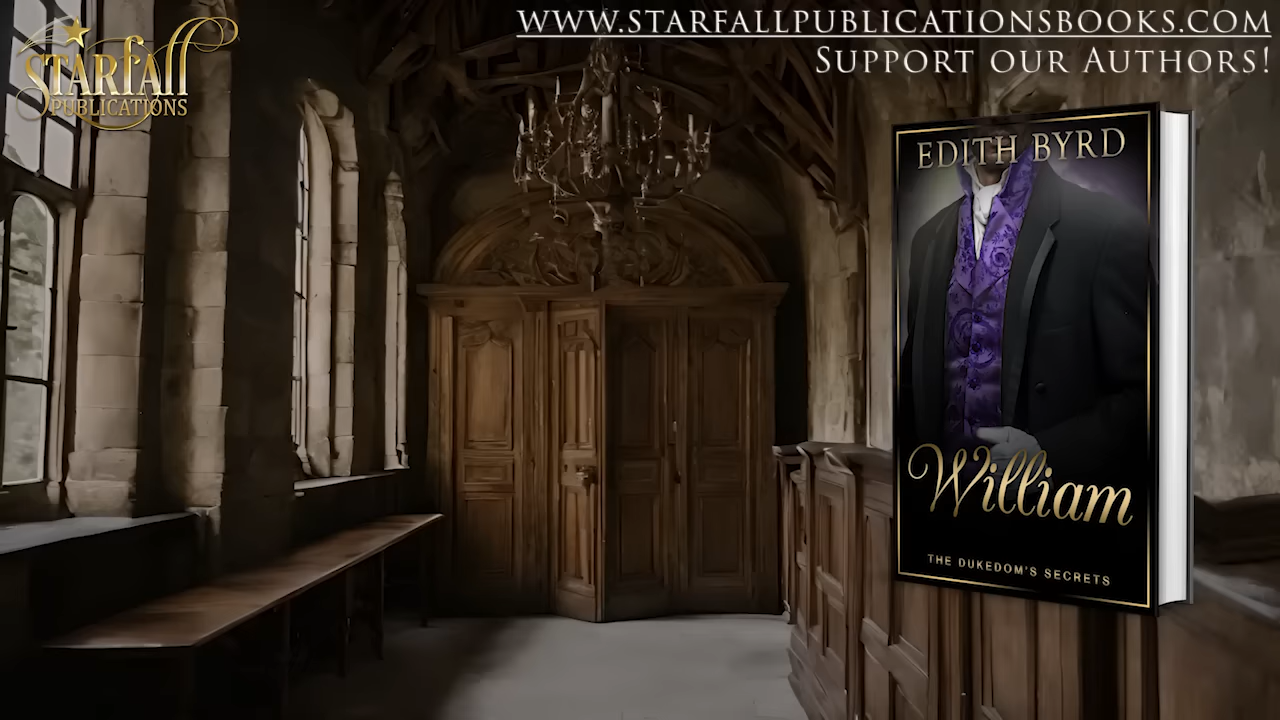 Starfall
PUBLICATIONS
WWW.STARFALLPUBLICATIONSBOOKS.COM
SUPPORT OUR AUTHORS!
EDITH BYRD
William
THE DUKEDOM'S SECRETS